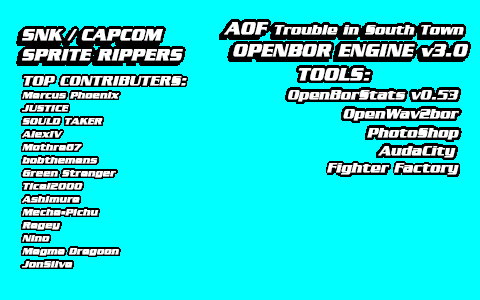 SNK / CAPCOM
SPRITE RIPPERS
TOP CONTRIBUTERS:
Marcus Phoenix
JUSTICE
SOULD TAKER
AlexIV
Mothra67
bobthemans
Green Stranger
Tical2000
Ashimura
Mecha-Pichu
Ragey
Nino
Magma Dragoon
JonSilva
AOF Trouble in South Town
OPENBOR ENGINE v3.0
TOOLS:
OpenBorStats v0.53
OpenWav2bor
PhotoShop
AudaCity
Fighter Factory